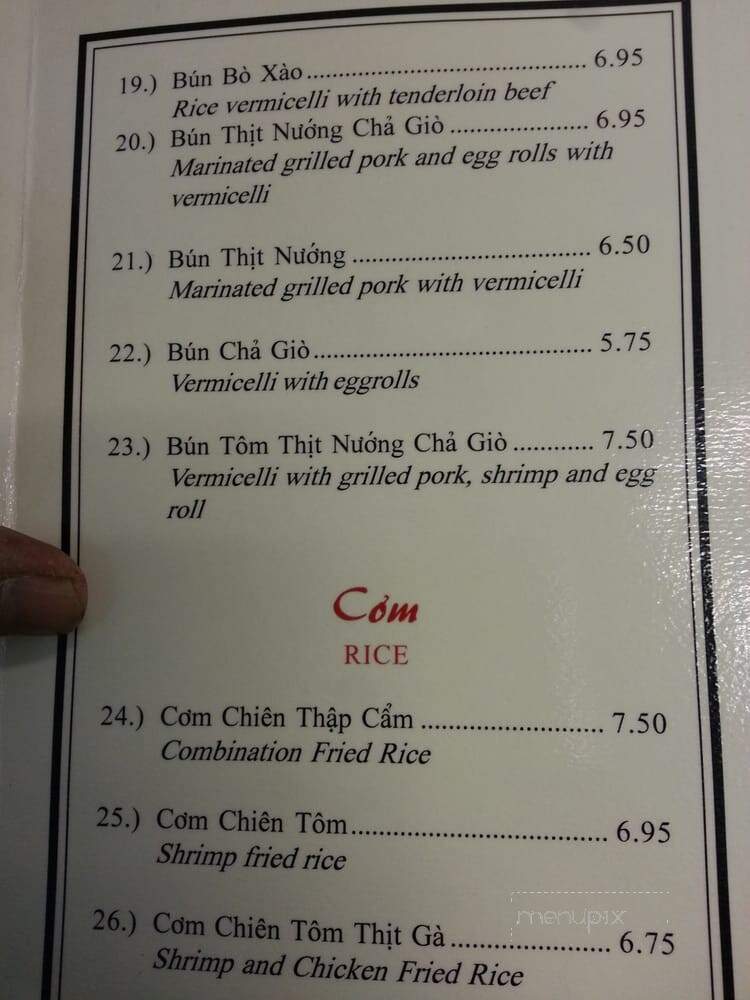 19.) Bún Bò Xào........................................ 6.95
Rice vermicelli with tenderloin beef
20.) Bún Thịt Nướng Chả Giò .................... 6.95
Marinated grilled pork and egg rolls with
vermicelli
21.) Bún Thịt Nướng .................................. 6.50
Marinated grilled pork with vermicelli
22.) Bún Chả Giò....................................... 5.75
Vermicelli with eggrolls
23.) Bún Tôm Thịt Nướng Chả Giò ............ 7.50
Vermicelli with grilled pork, shrimp and egg
roll
Cơm
RICE
24.) Cơm Chiên Thập Cẩm .......................... 7.50
Combination Fried Rice
25.) Cơm Chiên Tôm.................................... 6.95
Shrimp fried rice
26.) Cơm Chiên Tôm Thịt Gà....................... 6.75
Shrimp and Chicken Fried Rice
menupix